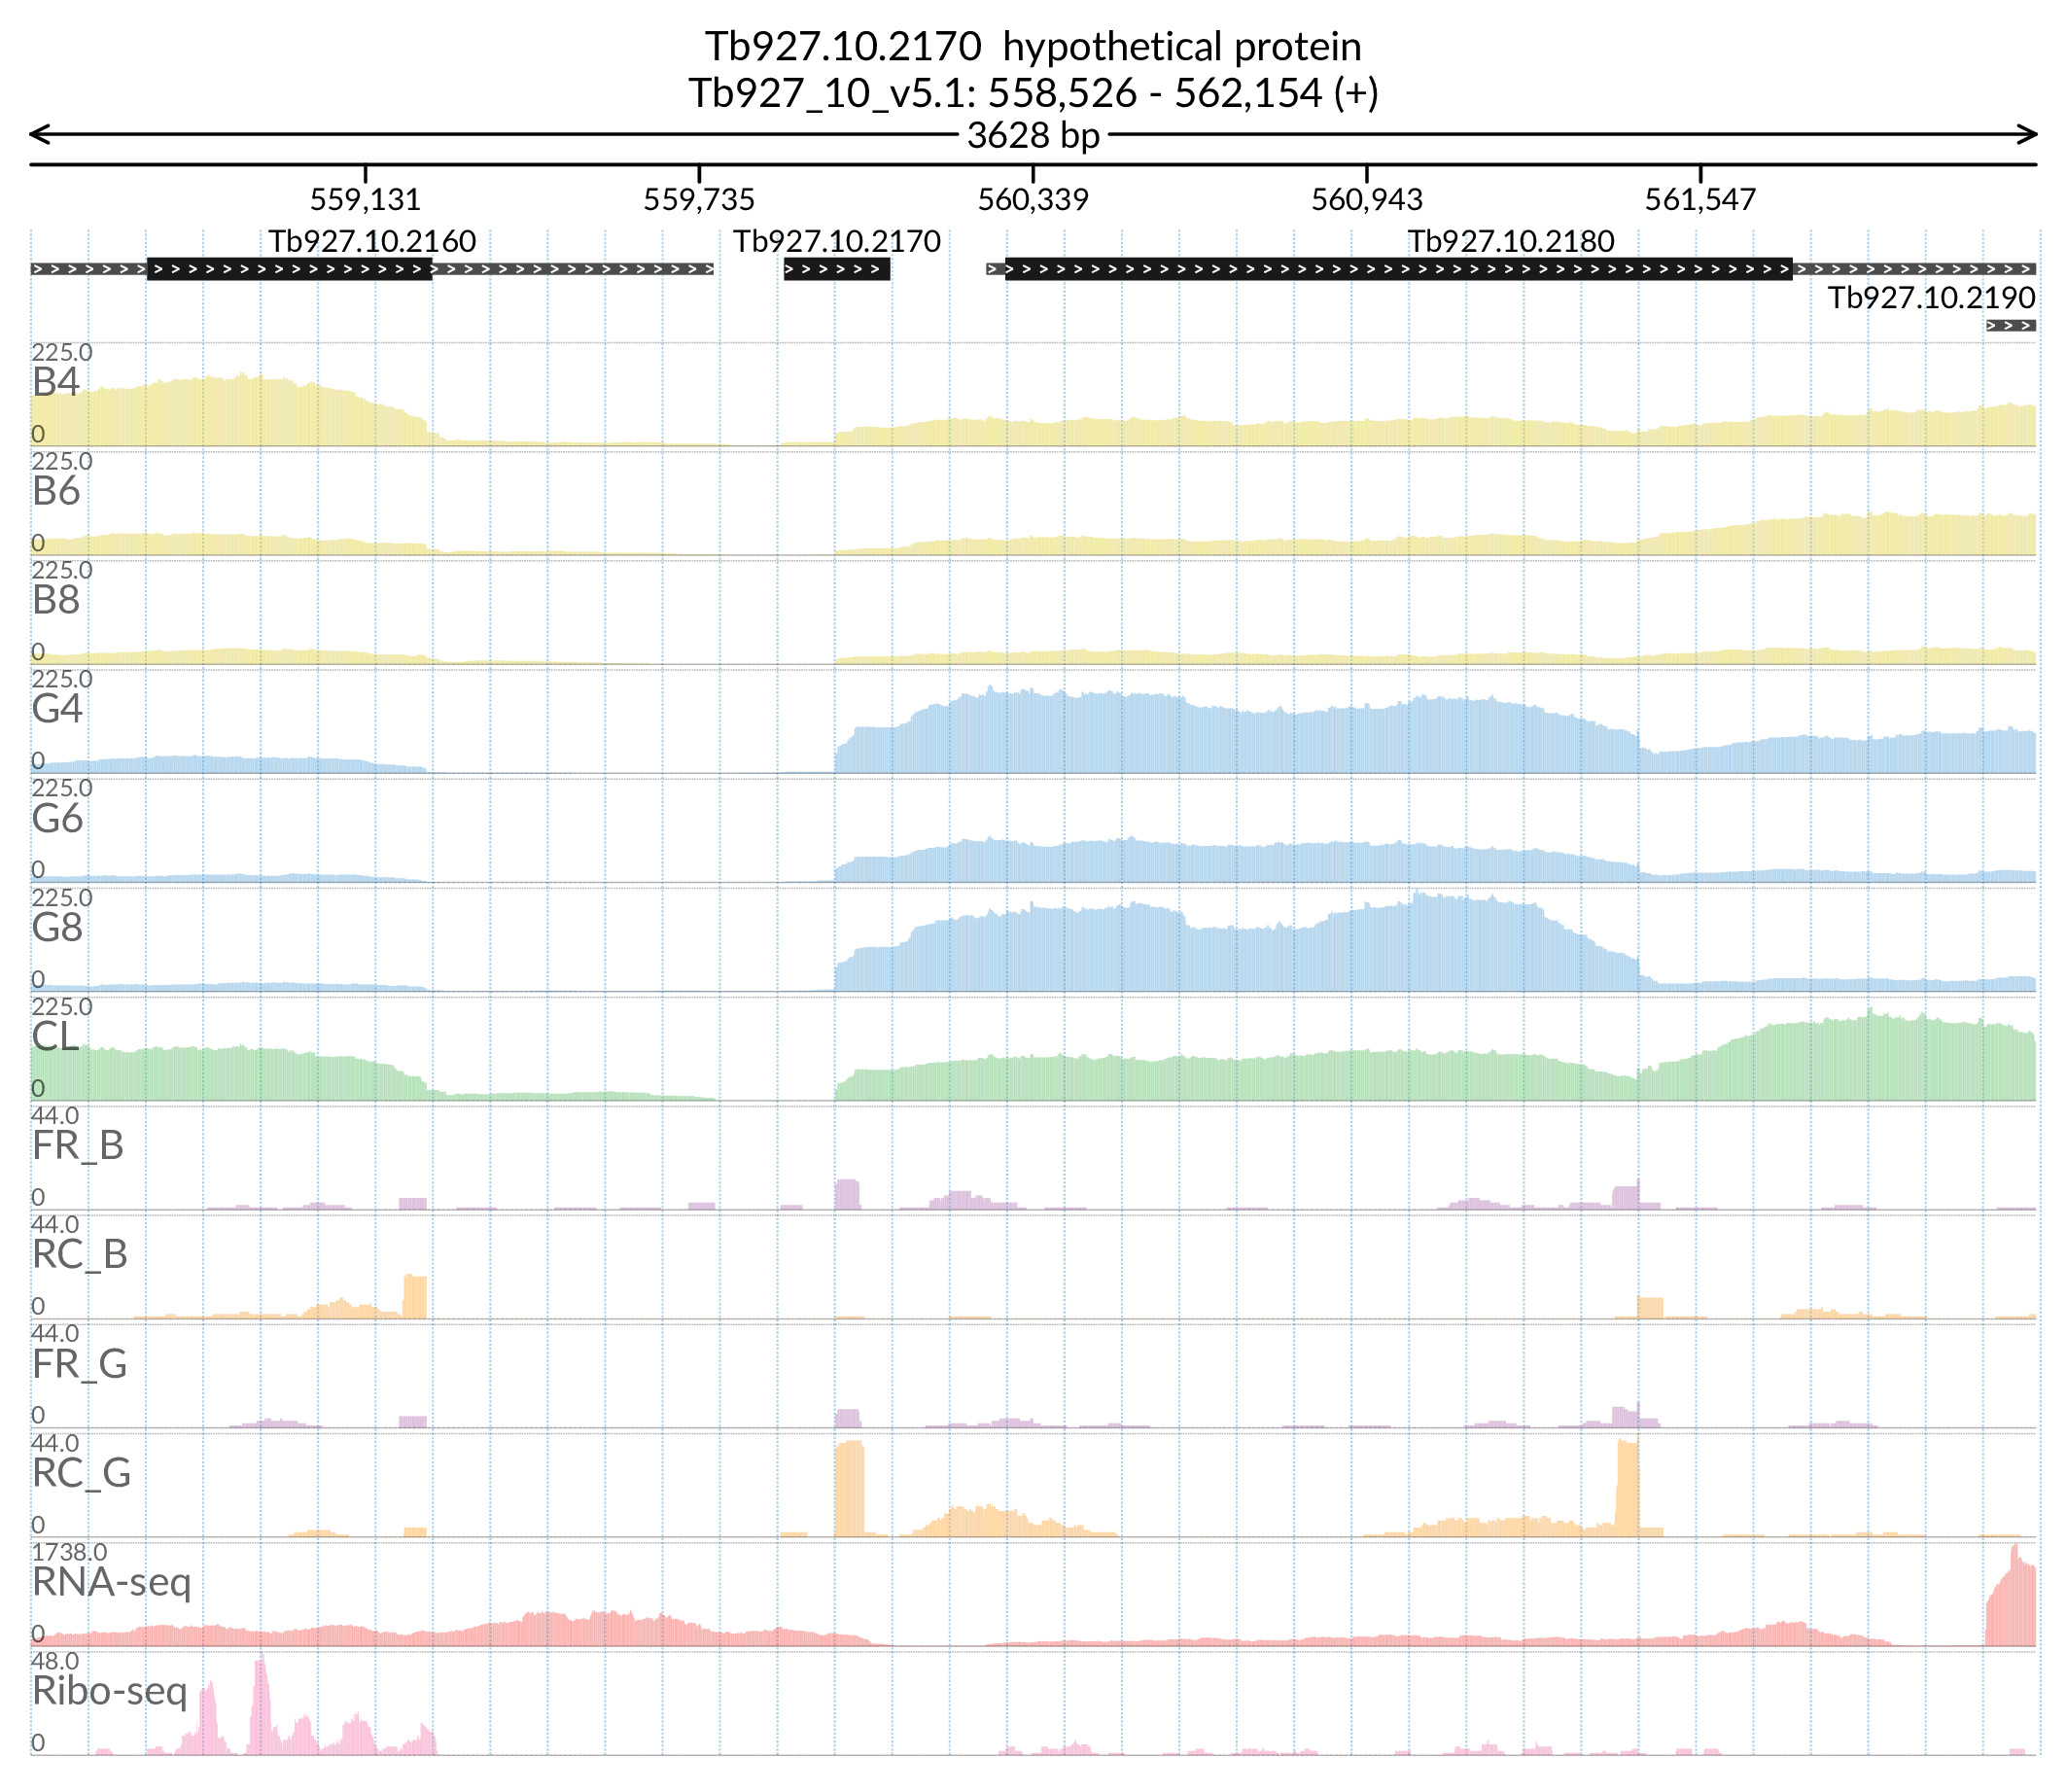 Tb927.10.2170  hypothetical protein
Tb927_10_v5.1: 558,526 - 562,154 (+)
3628 bp
559,131 559,735 560,339 560,943 561,547
Tb927.10.2160 Tb927.10.2170 Tb927.10.2180
Tb927.10.2190
225.0
B4
0
225.0
B6
0
225.0
B8
0
225.0
G4
0
225.0
G6
0
225.0
G8
0
225.0
CL
0
44.0
FR_B
0
44.0
RC_B
0
44.0
FR_G
0
44.0
RC_G
0
1738.0
RNA-seq
0
48.0
Ribo-seq
0